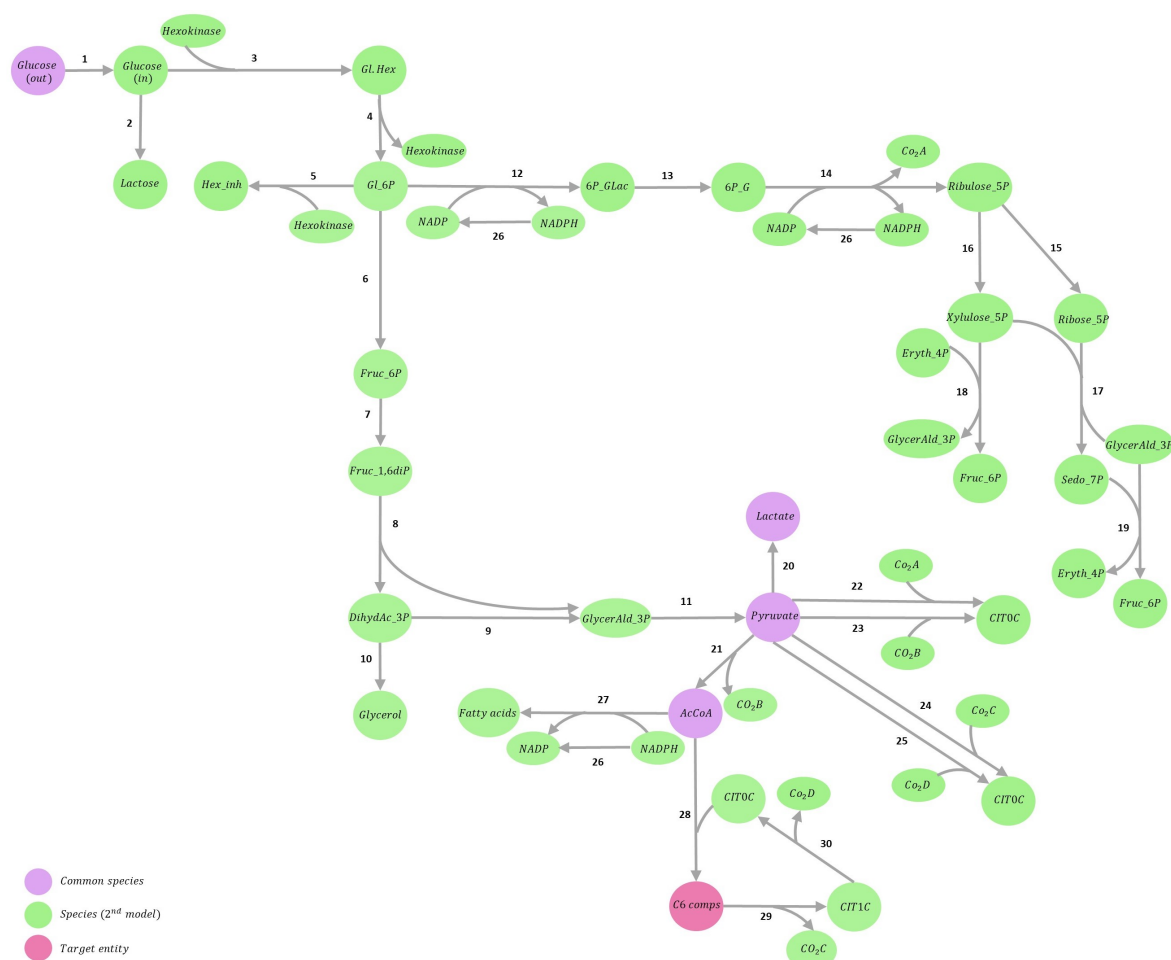 Hexokinase
1
3
Glucose
(out)
Glucose
(in)
Gl.Hex
2
4
Hexokinase
Co₂A
Lactose
Hex_inh
5
Gl_6P
12
6P_GLac
13
6P_G
14
Ribulose_5P
Hexokinase
NADP
26
NADPH
NADP
26
NADPH
16
15
6
Xylulose_5P
Ribose_5P
Eryth_4P
Fruc_6P
18
17
7
GlycerAld_3P
GlycerAld_3P
Fruc_1,6diP
Fruc_6P
Sedo_7P
Lactate
8
19
20
Co₂A
Eryth_4P
22
Fruc_6P
DihydAc_3P
9
GlycerAld_3P
11
Pyruvate
23
CIT0C
CO₂B
10
21
27
24
Glycerol
Fatty acids
AcCoA
CO₂B
Co₂C
25
NADP
26
NADPH
Co₂D
CIT0C
CIT0C
Co₂D
28
30
Common species
C6 comps
29
CIT1C
Species (2ⁿᵈ model)
Target entity
CO₂C